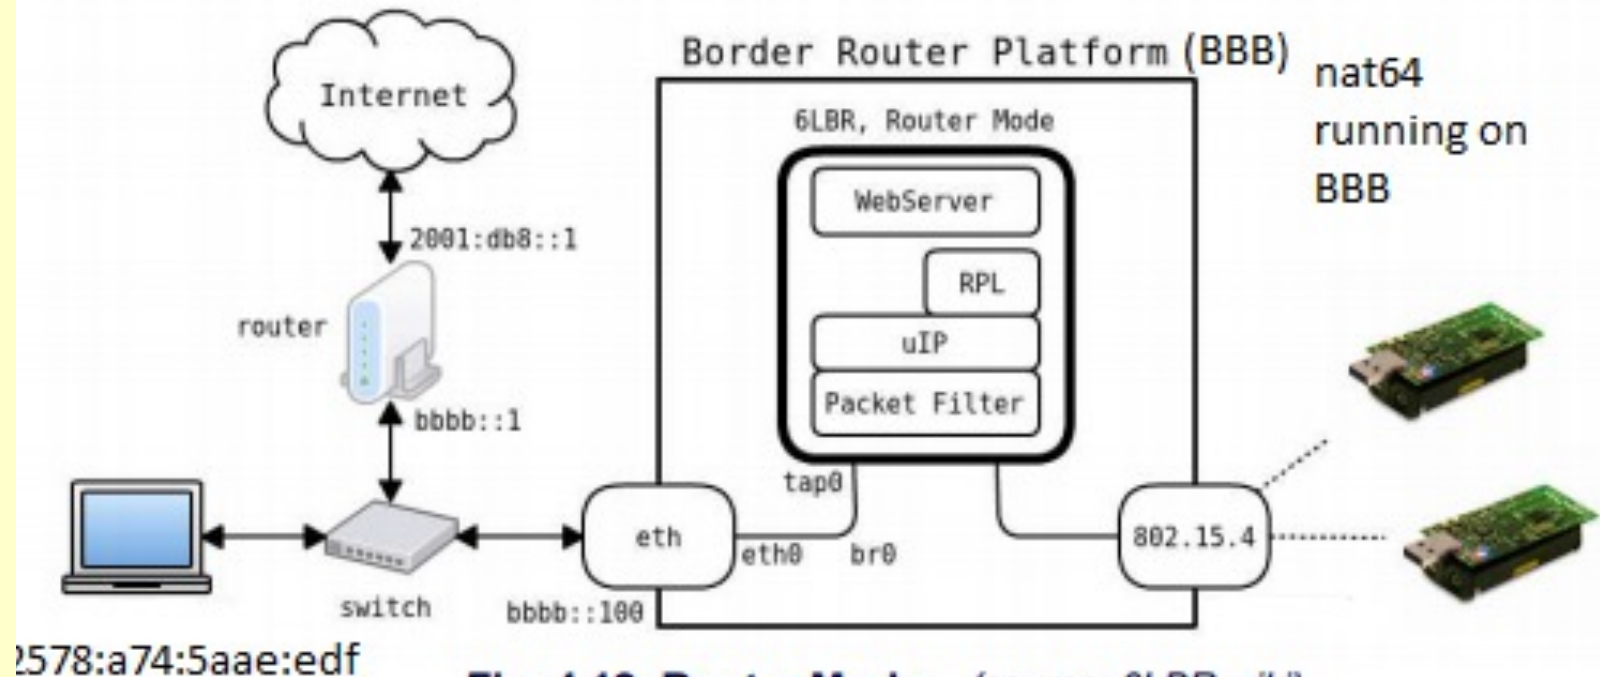 Border Router Platform (BBB)
nat64
running on
BBB
Internet
6LBR, Router Mode
WebServer
RPL
uIP
Packet Filter
2001:db8::1
router
bbbb::1
tap0
eth
eth0
br0
802.15.4
switch
bbbb::100
2578:a74:5aae:edf